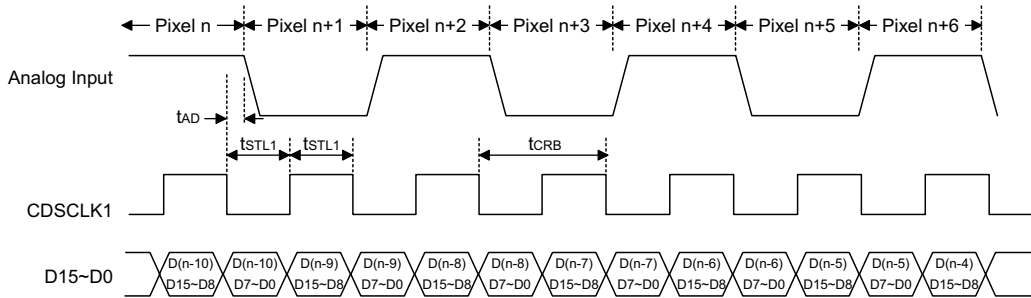 Pixel n Pixel n+1 Pixel n+2 Pixel n+3 Pixel n+4 Pixel n+5 Pixel n+6
Analog Input
tAD
tSTL1 tSTL1 tCRB
CDSCLK1
D(n-10) D(n-10) D(n-9) D(n-9) D(n-8) D(n-8) D(n-7) D(n-7) D(n-6) D(n-6) D(n-5) D(n-5) D(n-4)
D15~D0
D15~D8 D7~D0 D15~D8 D7~D0 D15~D8 D7~D0 D15~D8 D7~D0 D15~D8 D7~D0 D15~D8 D7~D0 D15~D8